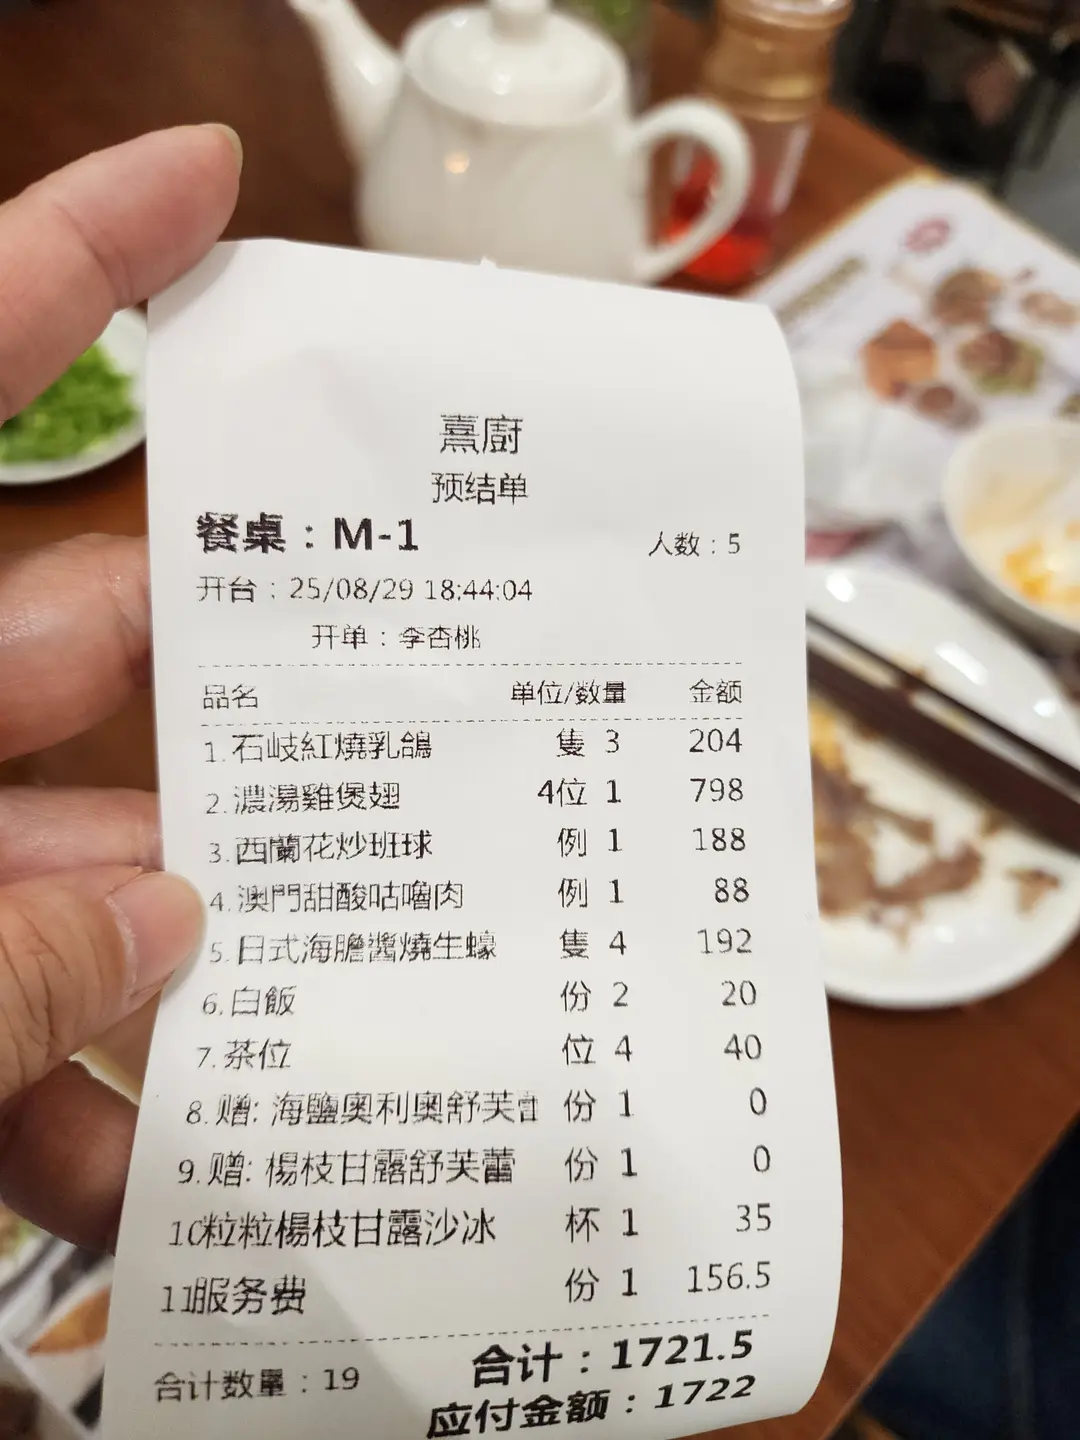 熹廚
预结单
餐桌：M-1 人数：5
开台：25/08/29 18:44:04
开单：李杏桃
品名 单位/数量 金额
1.石岐紅燒乳鴿 隻 3 204
2.濃湯雞煲翅 4位 1 798
3.西蘭花炒班球 例 1 188
4.澳門甜酸咕嚕肉 例 1 88
5.日式海膽醬燒生蠔 隻 4 192
6.白飯 份 2 20
7.茶位 位 4 40
8.赠: 海鹽奧利奧舒芙 份 1 0
9.赠: 楊枝甘露舒芙蕾 份 1 0
10粒粒楊枝甘露沙冰 杯 1 35
11服务费 份 1 156.5
合计数量：19 合计：1721.5
应付金额：1722